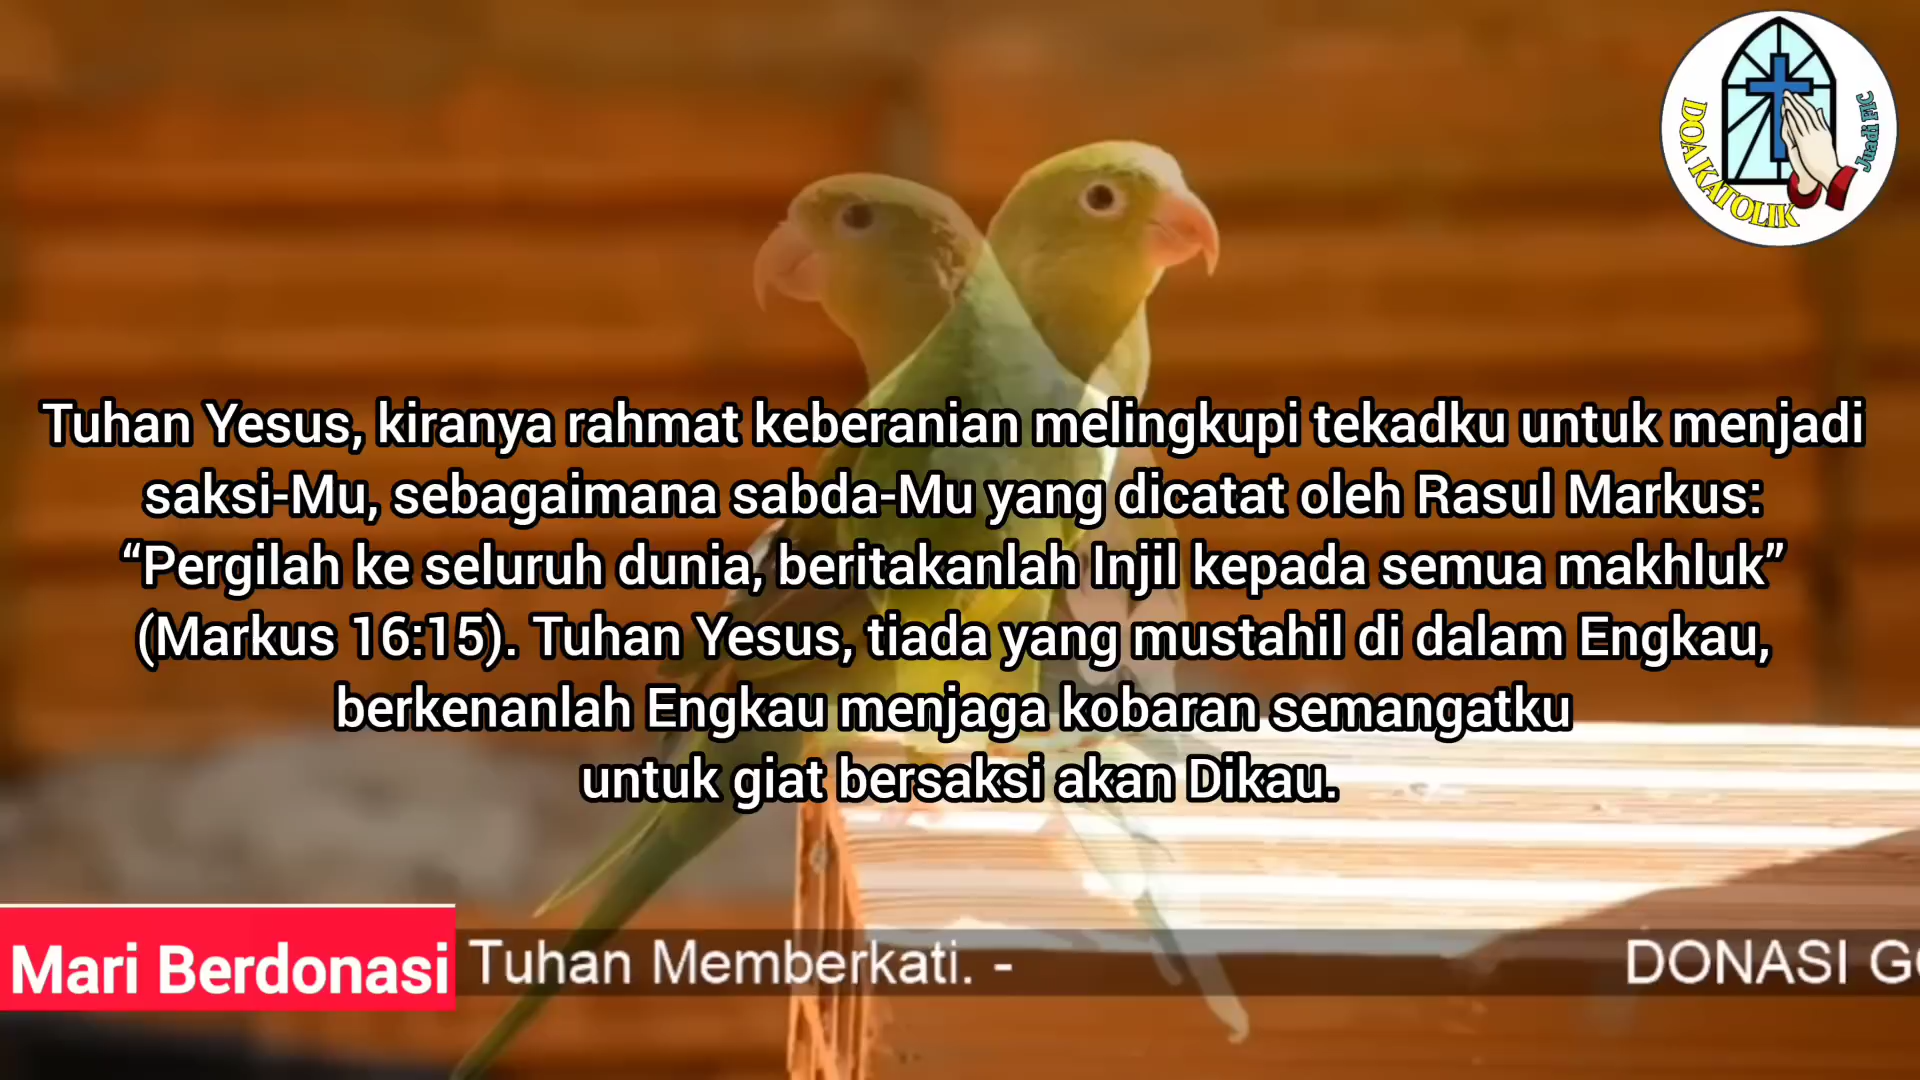 DOA KATOLIK
Juadi FIC
Tuhan Yesus, kiranya rahmat keberanian melingkupi tekadku untuk menjadi
saksi-Mu, sebagaimana sabda-Mu yang dicatat oleh Rasul Markus:
“Pergilah ke seluruh dunia, beritakanlah Injil kepada semua makhluk”
(Markus 16:15). Tuhan Yesus, tiada yang mustahil di dalam Engkau,
berkenanlah Engkau menjaga kobaran semangatku
untuk giat bersaksi akan Dikau.
Mari Berdonasi Tuhan Memberkati. - DONASI